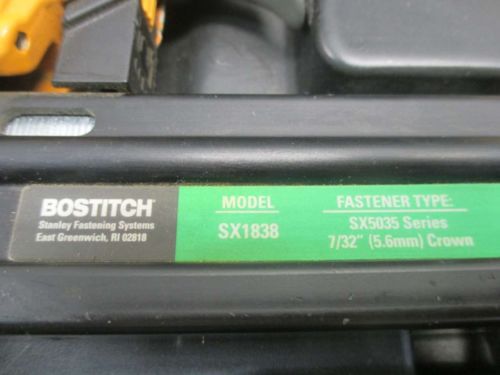 BOSTITCH®
Stanley Fastening Systems
East Greenwich, RI 02818
MODEL
SX1838
FASTENER TYPE:
SX5035 Series
7/32" (5.6mm) Crown